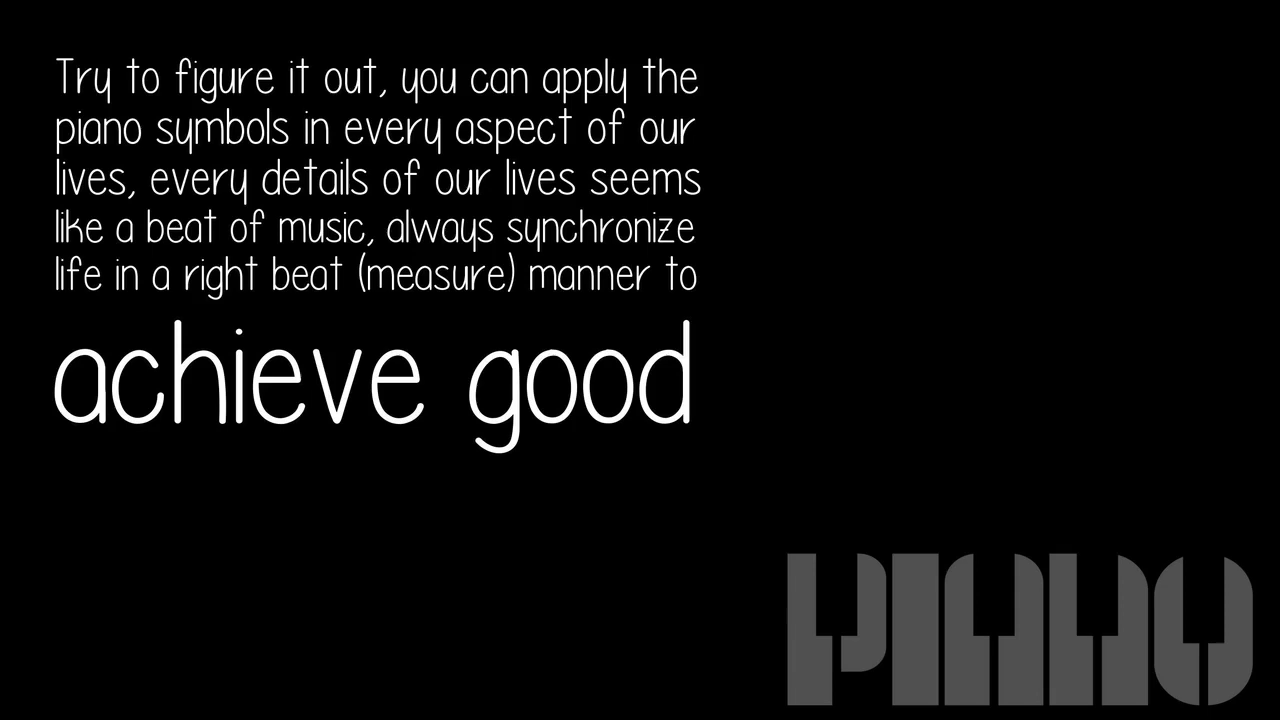 Try to figure it out, you can apply the
piano symbols in every aspect of our
lives, every details of our lives seems
like a beat of music, always synchronize
life in a right beat (measure) manner to
achieve good
PIANO